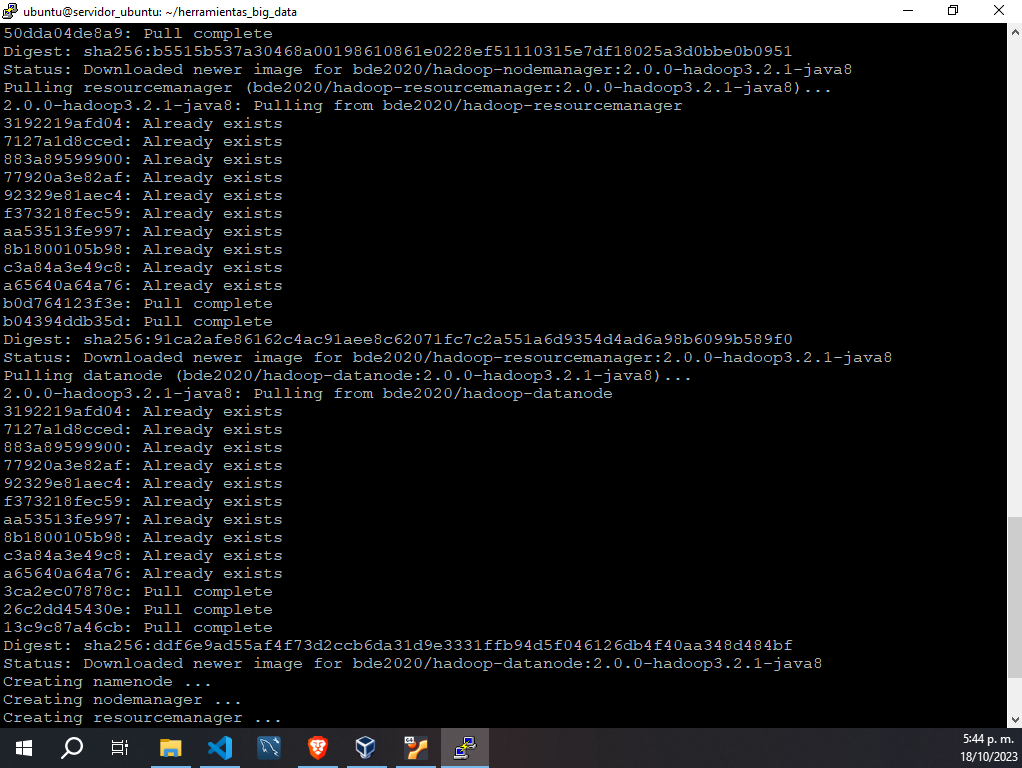 ubuntu@servidor_ubuntu: ~/herramientas_big_data
50dda04de8a9: Pull complete
Digest: sha256:b5515b537a30468a00198610861e0228ef51110315e7df18025a3d0bbe0b0951
Status: Downloaded newer image for bde2020/hadoop-nodemanager:2.0.0-hadoop3.2.1-java8
Pulling resourcemanager (bde2020/hadoop-resourcemanager:2.0.0-hadoop3.2.1-java8)...
2.0.0-hadoop3.2.1-java8: Pulling from bde2020/hadoop-resourcemanager
3192219afd04: Already exists
7127a1d8cced: Already exists
883a89599900: Already exists
77920a3e82af: Already exists
92329e81aec4: Already exists
f373218fec59: Already exists
aa53513fe997: Already exists
8b1800105b98: Already exists
c3a84a3e49c8: Already exists
a65640a64a76: Already exists
b0d764123f3e: Pull complete
b04394ddb35d: Pull complete
Digest: sha256:91ca2afe86162c4ac91aee8c62071fc7c2a551a6d9354d4ad6a98b6099b589f0
Status: Downloaded newer image for bde2020/hadoop-resourcemanager:2.0.0-hadoop3.2.1-java8
Pulling datanode (bde2020/hadoop-datanode:2.0.0-hadoop3.2.1-java8)...
2.0.0-hadoop3.2.1-java8: Pulling from bde2020/hadoop-datanode
3192219afd04: Already exists
7127a1d8cced: Already exists
883a89599900: Already exists
77920a3e82af: Already exists
92329e81aec4: Already exists
f373218fec59: Already exists
aa53513fe997: Already exists
8b1800105b98: Already exists
c3a84a3e49c8: Already exists
a65640a64a76: Already exists
3ca2ec07878c: Pull complete
26c2dd45430e: Pull complete
13c9c87a46cb: Pull complete
Digest: sha256:ddf6e9ad55af4f73d2ccb6da31d9e3331ffb94d5f046126db4f40aa348d484bf
Status: Downloaded newer image for bde2020/hadoop-datanode:2.0.0-hadoop3.2.1-java8
Creating namenode ...
Creating nodemanager ...
Creating resourcemanager ...
64
5:44 p. m.
18/10/2023